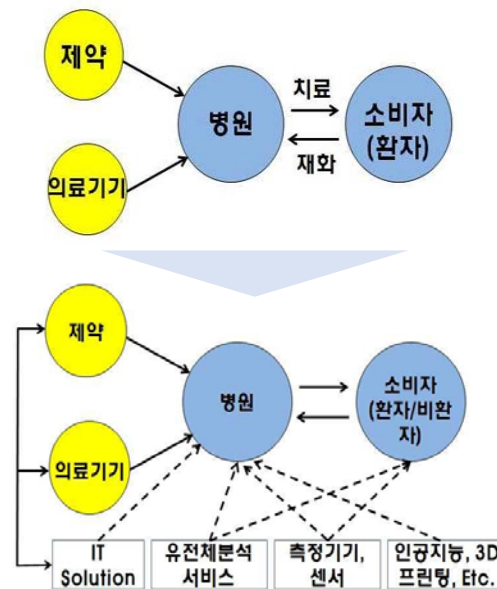 제약
치료
병원
소비자
(환자)
재화
의료기기
제약
병원
소비자
(환자/비환
자)
의료기기
IT
Solution
유전체분석
서비스
측정기기,
센서
인공지능, 3D
프린팅, Etc.